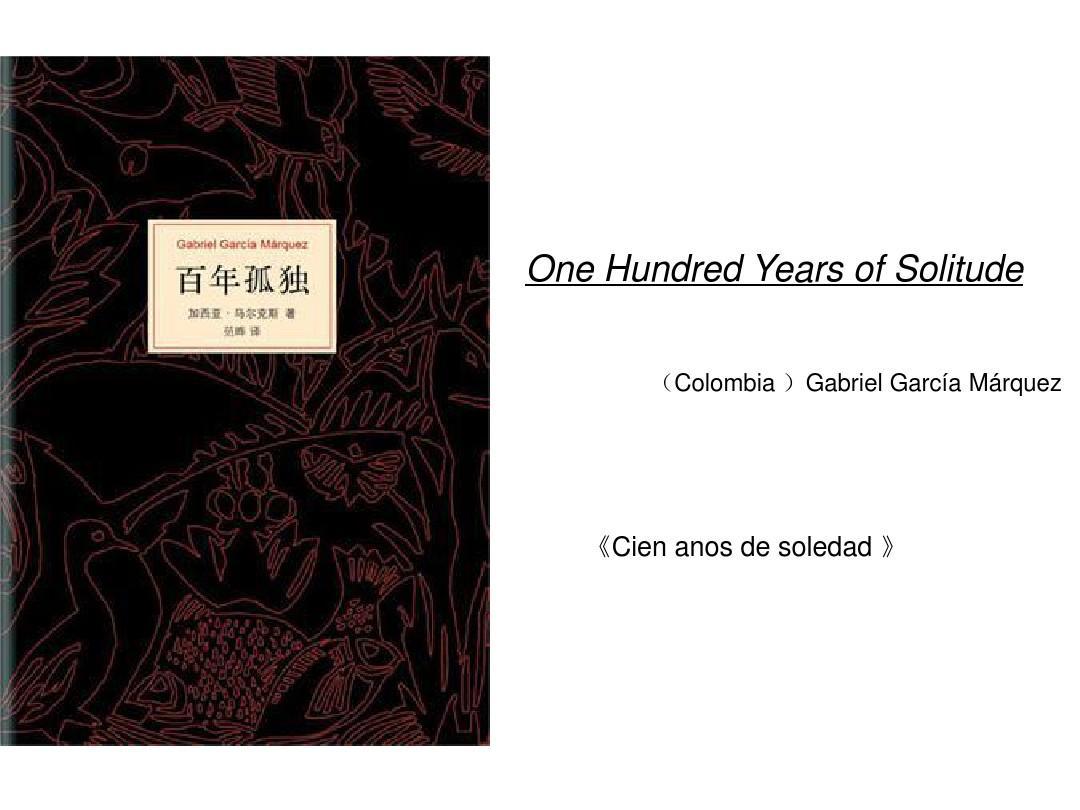 Gabriel García Márquez
百年孤独
加西亚·马尔克斯 著
范晔 译
One Hundred Years of Solitude
（Colombia ）Gabriel García Márquez
《Cien anos de soledad 》